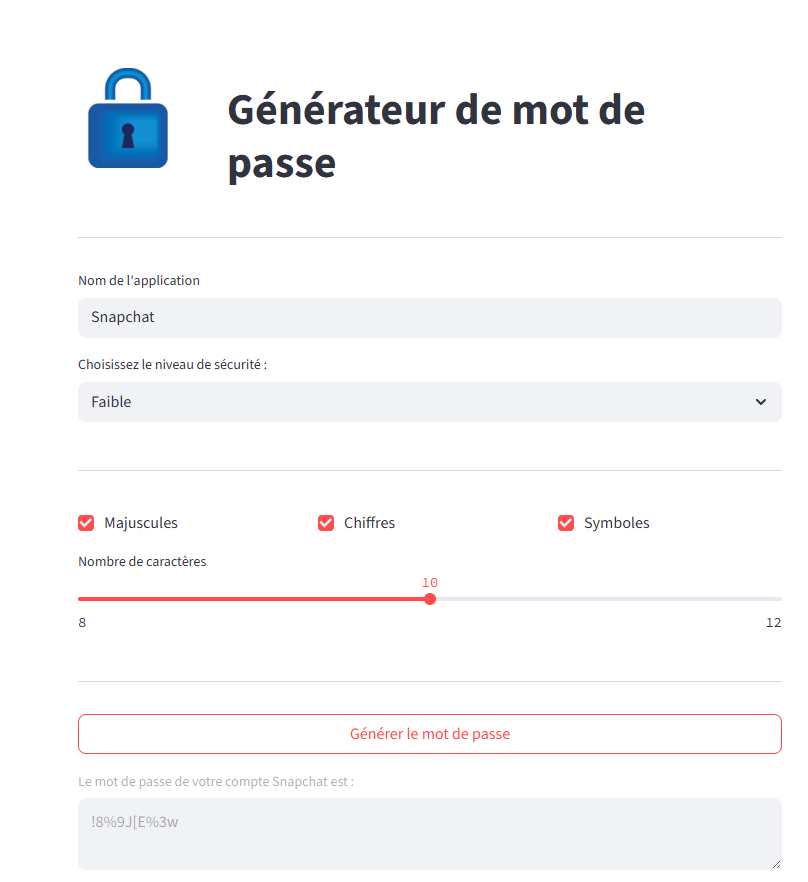 Générateur de mot de
passe
Nom de l'application
Snapchat
Choisissez le niveau de sécurité :
Faible
Majuscules
Chiffres
Symboles
Nombre de caractères
10
8
12
Générer le mot de passe
Le mot de passe de votre compte Snapchat est :
!8%9J[E%3w